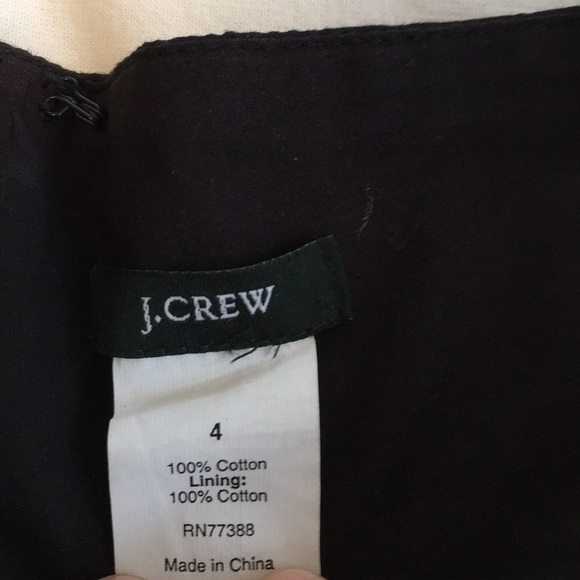 J.CREW
4
100% Cotton
Lining:
100% Cotton
RN77388
Made in China